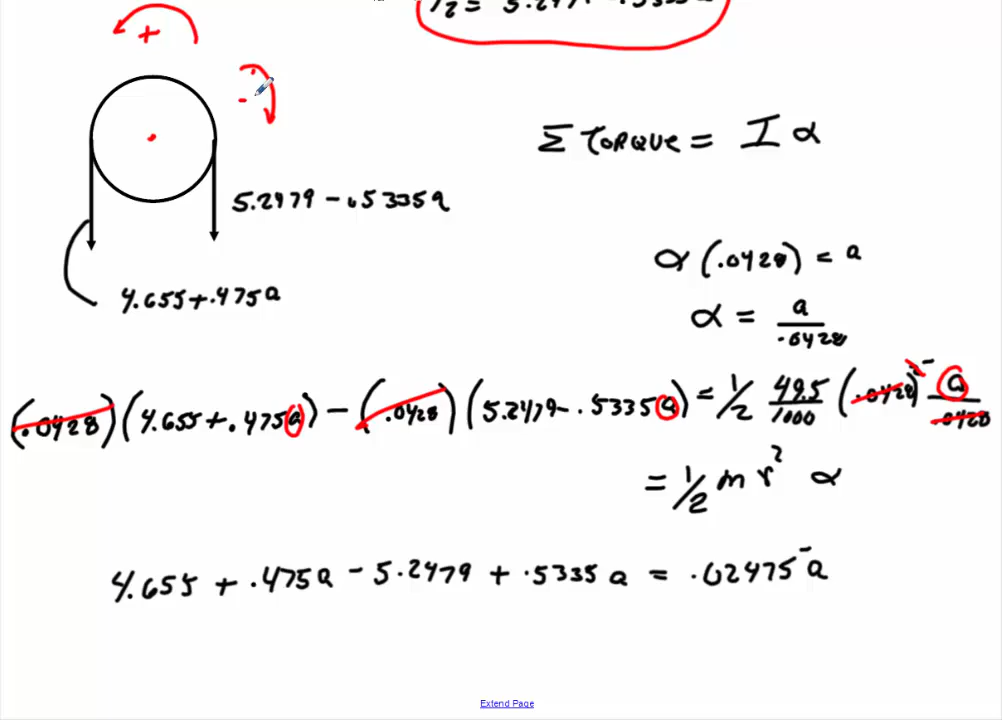 +
-
Σ TORQUE = I α
5.2479 - .5335a
α (.0428) = a
4.655 + .475a
α = a/.0428
(.0428)(4.655 + .475a) - (.0428)(5.2479 - .5335a) = 1/2 49.5/1000 (.0428)² a/.0428
= 1/2 m r² α
4.655 + .475a - 5.2479 + .5335a = .02475 a
Extend Page